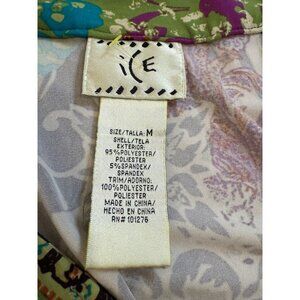 iCE
SIZE/TALLA: M
SHELL/TELA
EXTERIOR:
95%POLYESTER/
POLIESTER
5%SPANDEX/
SPANDEX
TRIM/ADORNO:
100%POLYESTER/
POLIESTER
MADE IN CHINA/
HECHO EN CHINA
RN# 101276